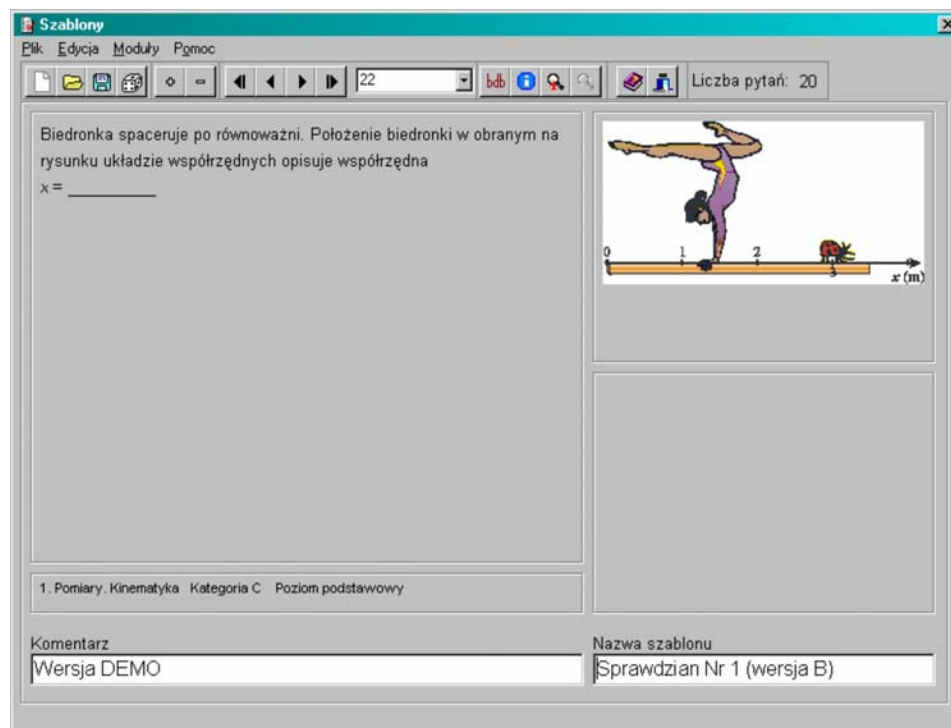 Szablony
Plik Edycja Moduły Pomoc
22 bdb Liczba pytań: 20
Biedronka spaceruje po równoważni. Położenie biedronki w obranym na
rysunku układzie współrzędnych opisuje współrzędna
x = __________
0 1 2 3
x (m)
1. Pomiary. Kinematyka Kategoria C Poziom podstawowy
Komentarz
Wersja DEMO
Nazwa szablonu
Sprawdzian Nr 1 (wersja B)